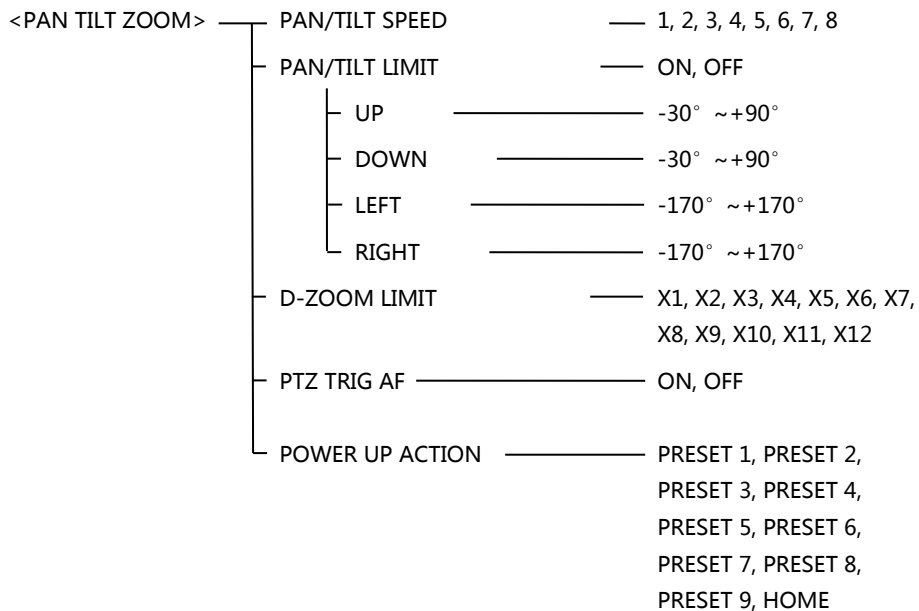 <PAN TILT ZOOM> PAN/TILT SPEED 1, 2, 3, 4, 5, 6, 7, 8
PAN/TILT LIMIT ON, OFF
UP -30° ~+90°
DOWN -30° ~+90°
LEFT -170° ~+170°
RIGHT -170° ~+170°
D-ZOOM LIMIT X1, X2, X3, X4, X5, X6, X7,
X8, X9, X10, X11, X12
PTZ TRIG AF ON, OFF
POWER UP ACTION PRESET 1, PRESET 2,
PRESET 3, PRESET 4,
PRESET 5, PRESET 6,
PRESET 7, PRESET 8,
PRESET 9, HOME